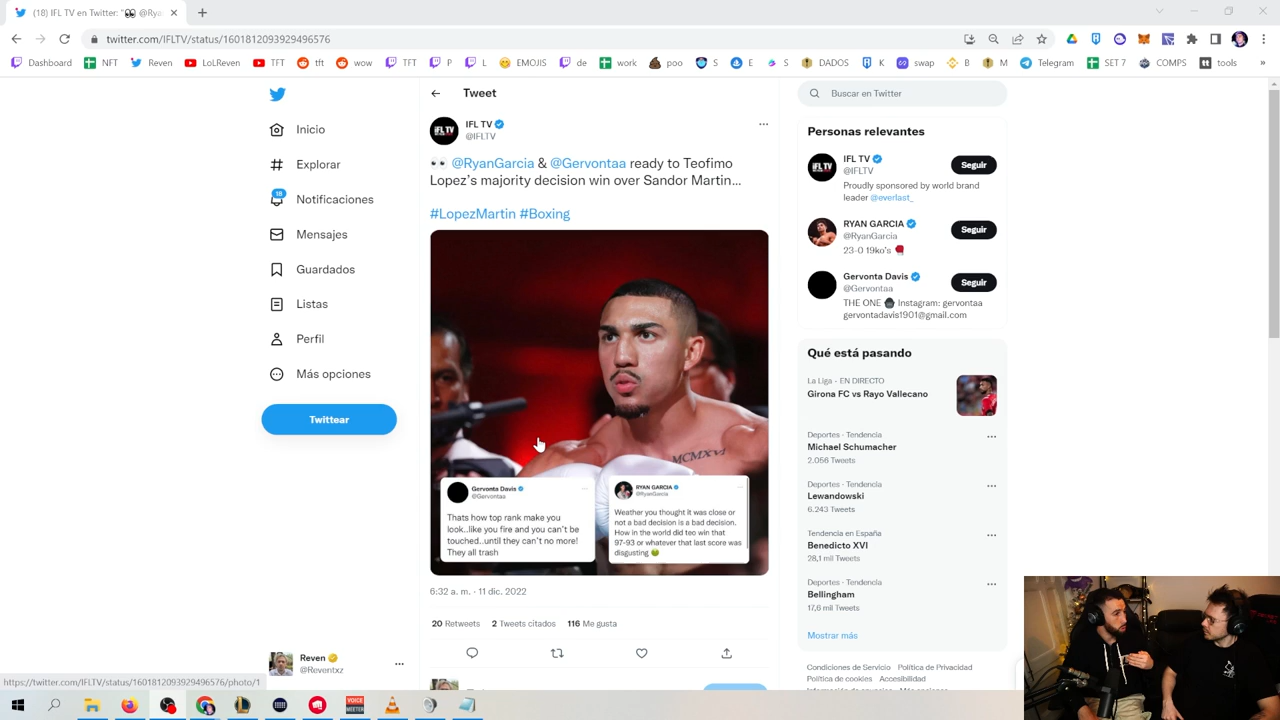 (18) IFL TV en Twitter: "👀 @Rya
twitter.com/IFLTV/status/1601812093929496576
Dashboard NFT Reven LoLReven TFT tft wow TFT P L EMOJIS de work poo S E S DADOS K swap B M Telegram SET 7 COMPS tools »
Tweet
Buscar en Twitter
Inicio
Explorar
18
Notificaciones
Mensajes
Guardados
Listas
Perfil
Más opciones
Twittear
Reven
@Reventxz
IFL TV
@IFLTV
👀 @RyanGarcia & @Gervontaa ready to Teofimo
Lopez’s majority decision win over Sandor Martin…
#LopezMartin #Boxing
MCMXVI
Gervonta Davis
@Gervontaa
Thats how top rank make you
look..like you fire and you can’t be
touched..until they can’t no more!
They all trash
RYAN GARCIA
@RyanGarcia
Weather you thought it was close or
not a bad decision is a bad decision.
How in the world did teo win that
97-93 or whatever that last score was
disgusting 🤢
6:32 a. m. · 11 dic. 2022
20 Retweets 2 Tweets citados 116 Me gusta
Personas relevantes
IFL TV
@IFLTV
Seguir
Proudly sponsored by world brand
leader @everlast_
RYAN GARCIA
@RyanGarcia
Seguir
23-0 19ko’s
Gervonta Davis
@Gervontaa
Seguir
THE ONE Instagram: gervontaa
gervontadavis1901@gmail.com
Qué está pasando
La Liga · EN DIRECTO
Girona FC vs Rayo Vallecano
Deportes · Tendencia
Michael Schumacher
2.056 Tweets
Deportes · Tendencia
Lewandowski
6.243 Tweets
Tendencia en España
Benedicto XVI
28,1 mil Tweets
Deportes · Tendencia
Bellingham
17,6 mil Tweets
Mostrar más
Condiciones de Servicio Política de Privacidad
Política de cookies Accesibilidad
https://twitter.com/IFLTV/status/1601812093929496576/photo/1
VOICE
MEETER